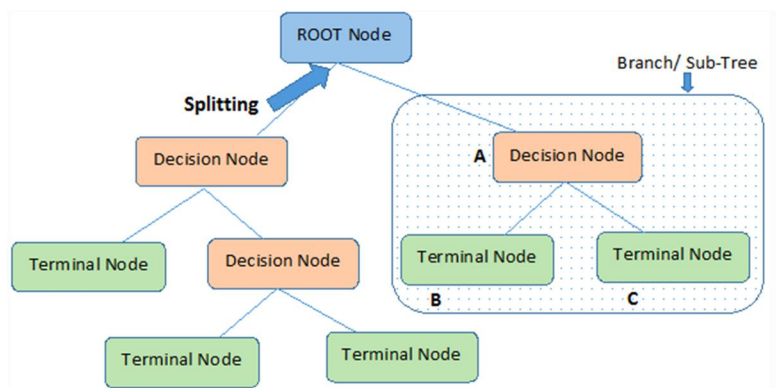 ROOT Node
Branch/ Sub-Tree
Splitting
Decision Node
A
Decision Node
Terminal Node
Decision Node
Terminal Node
Terminal Node
B
C
Terminal Node
Terminal Node